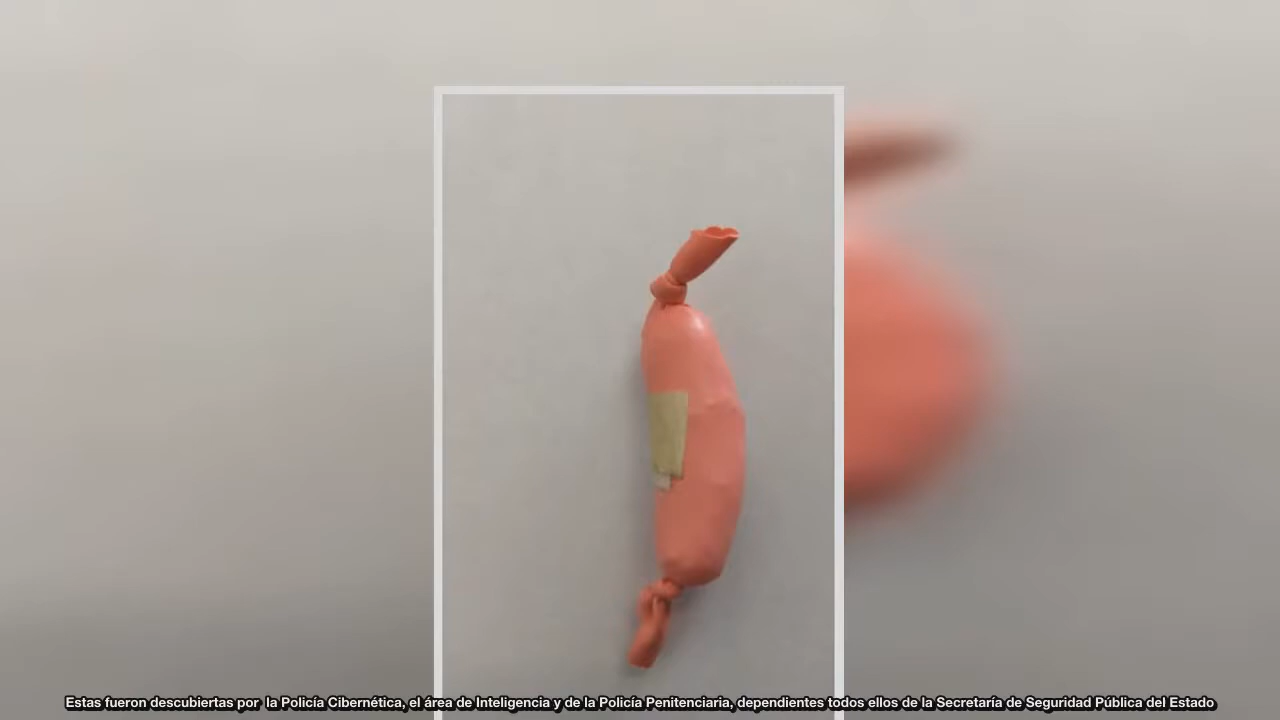 Estas fueron descubiertas por la Policía Cibernética, el área de Inteligencia y de la Policía Penitenciaria, dependientes todos ellos de la Secretaría de Seguridad Pública del Estado